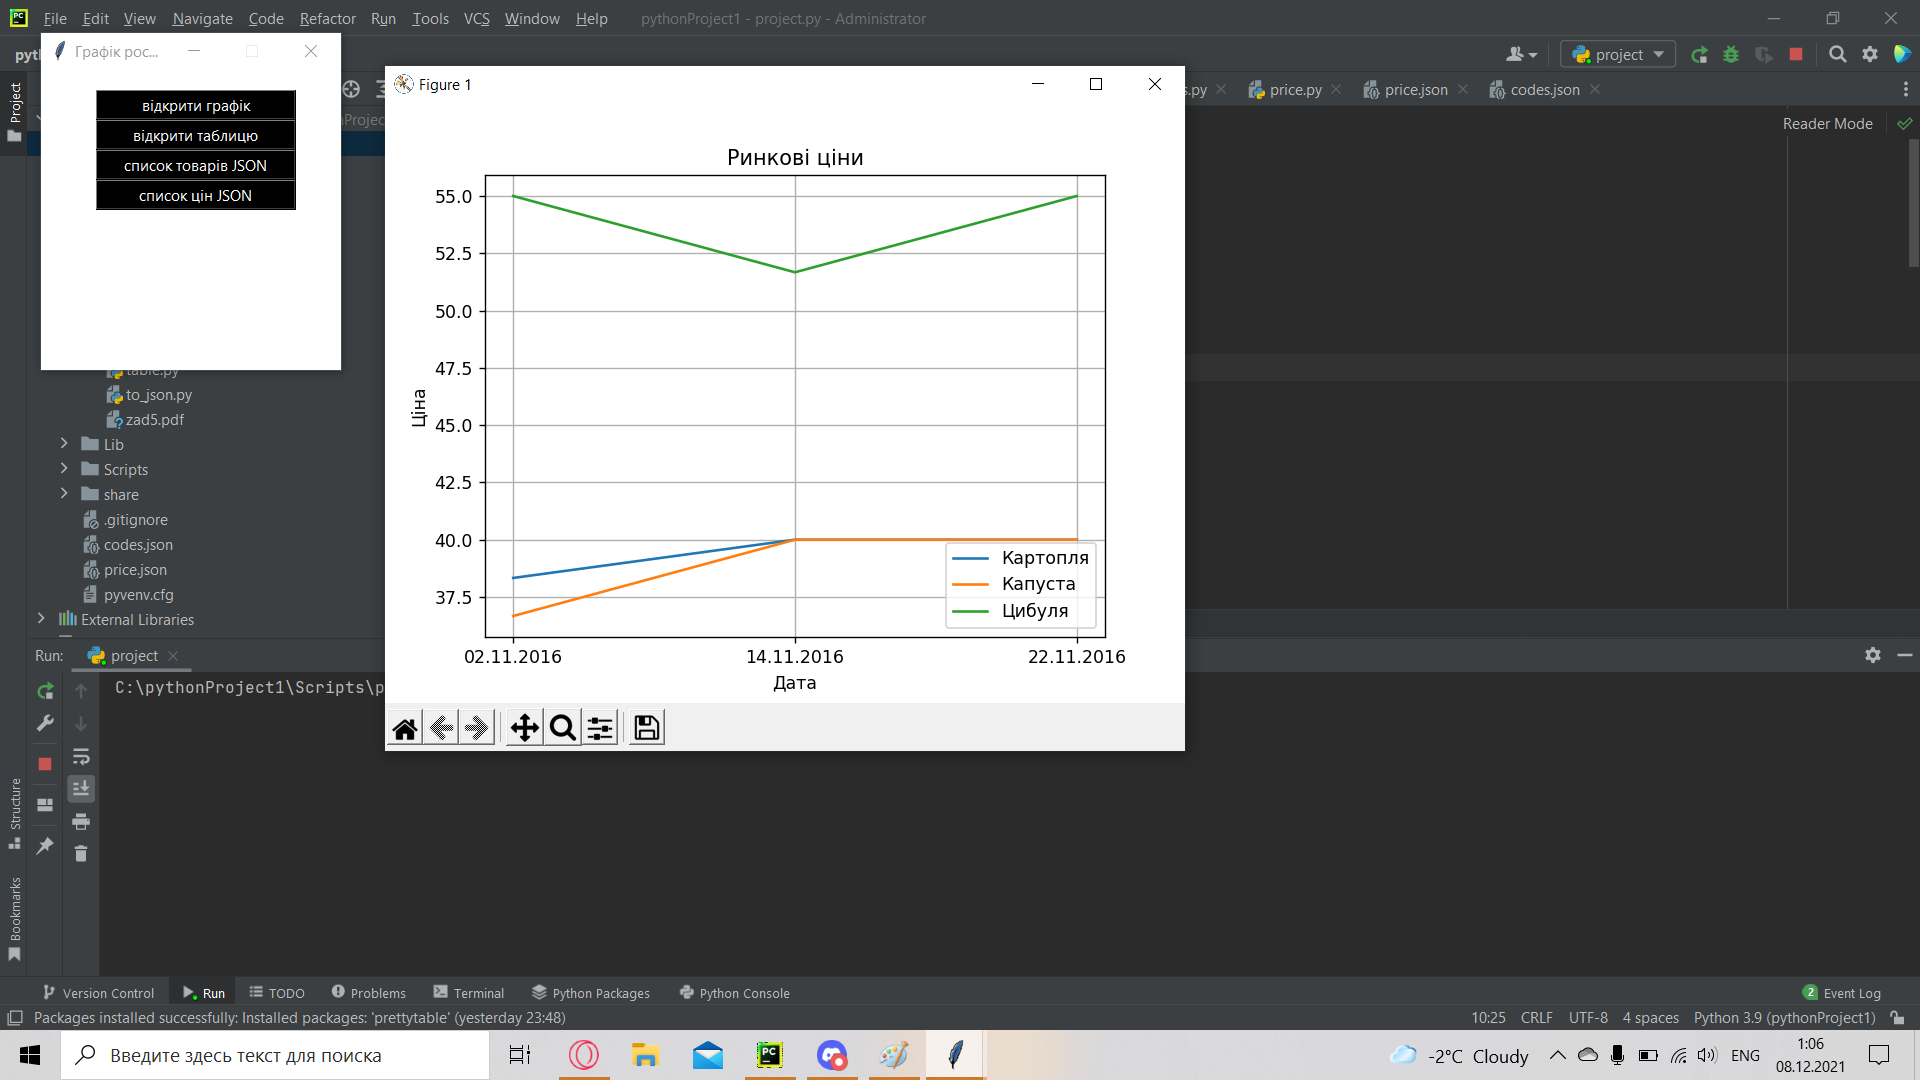 File Edit View Navigate Code Refactor Run Tools VCS Window Help pythonProject1 - project.py - Administrator
project
Графік рос...
відкрити графік
відкрити таблицю
список товарів JSON
список цін JSON
Figure 1
price.py price.json codes.json
Reader Mode
Project
Ринкові ціни
55.0
52.5
50.0
47.5
45.0
42.5
40.0
37.5
Ціна
Картопля
Капуста
Цибуля
02.11.2016 14.11.2016 22.11.2016
Дата
table.py
to_json.py
zad5.pdf
Lib
Scripts
share
.gitignore
codes.json
price.json
pyvenv.cfg
External Libraries
Run: project
C:\pythonProject1\Scripts\p
Structure
Bookmarks
Version Control Run TODO Problems Terminal Python Packages Python Console 2 Event Log
Packages installed successfully: Installed packages: 'prettytable' (yesterday 23:48) 10:25 CRLF UTF-8 4 spaces Python 3.9 (pythonProject1)
Введите здесь текст для поиска
-2°C Cloudy ENG
1:06
08.12.2021